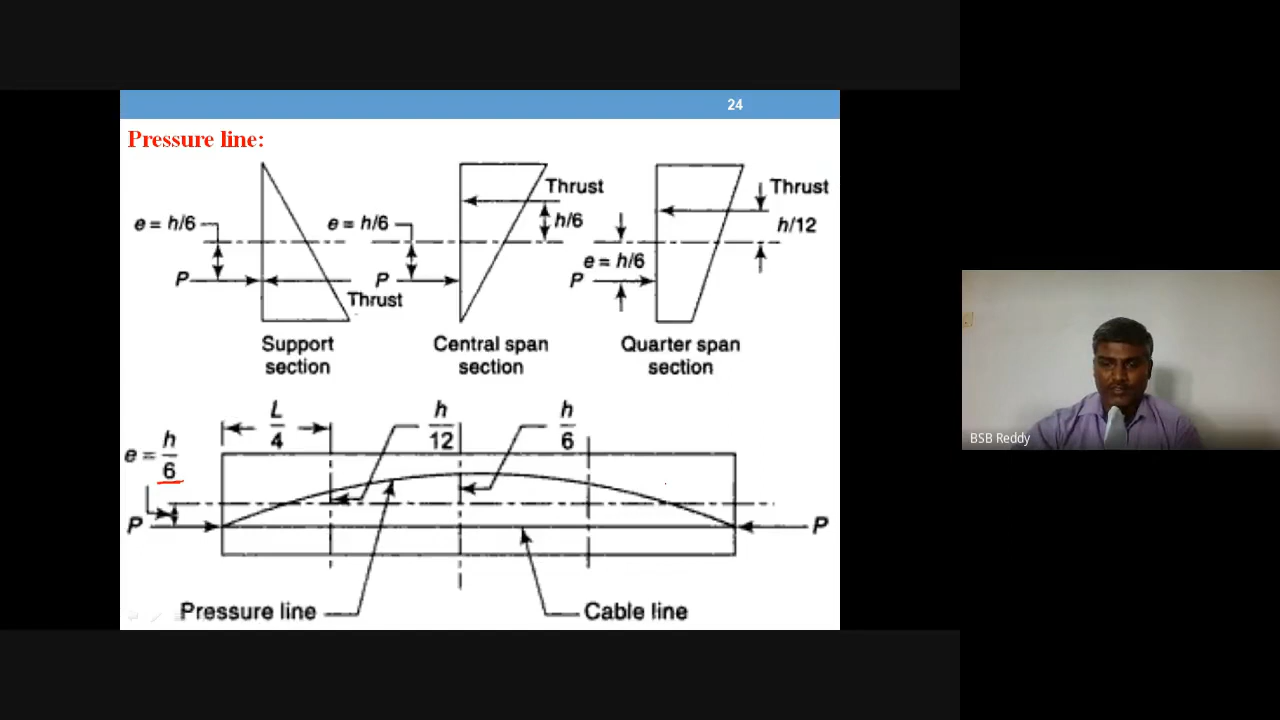 24
Pressure line:
Thrust
Thrust
e = h/6
e = h/6
h/6
h/12
e = h/6
P
P
P
Thrust
Support
section
Central span
section
Quarter span
section
L
4
h
12
h
6
e = h
6
P
P
Pressure line
Cable line
BSB Reddy